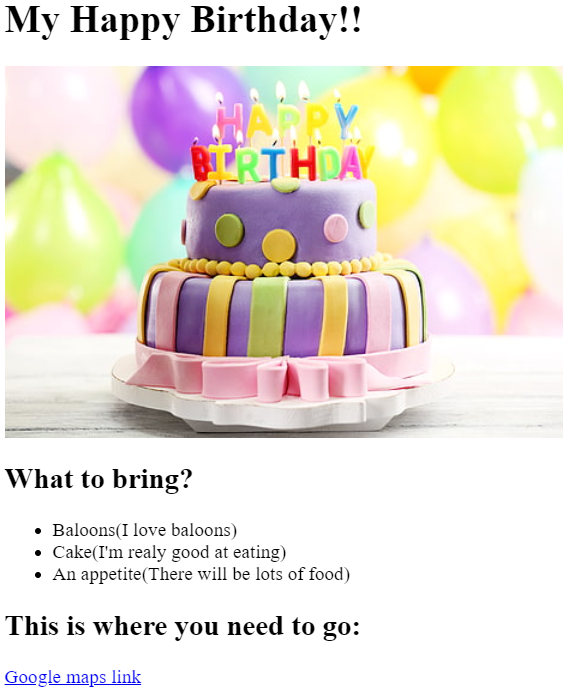 My Happy Birthday!!
HAPPY
BIRTHDAY
What to bring?
Baloons(I love baloons)
Cake(I'm realy good at eating)
An appetite(There will be lots of food)
This is where you need to go:
Google maps link